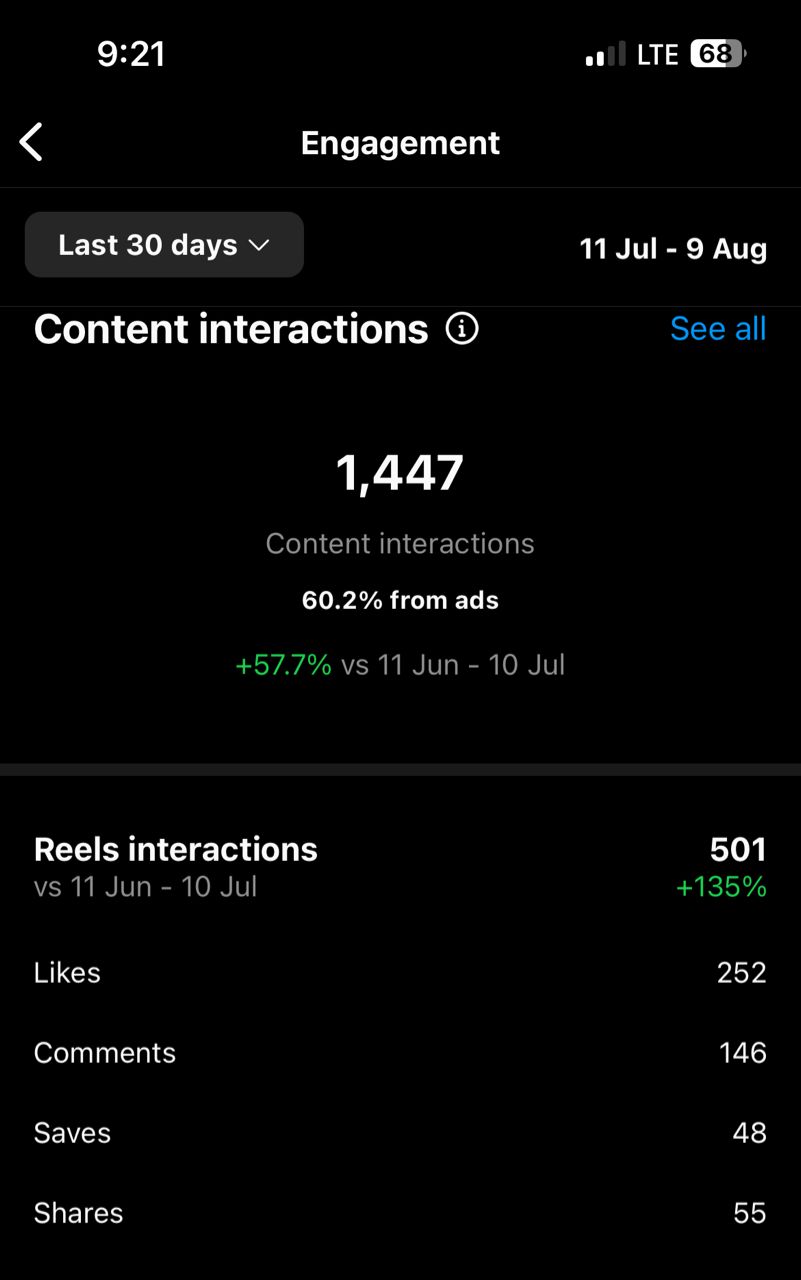 9:21
LTE 68
Engagement
Last 30 days
11 Jul - 9 Aug
Content interactions
See all
1,447
Content interactions
60.2% from ads
+57.7% vs 11 Jun - 10 Jul
Reels interactions 501
vs 11 Jun - 10 Jul +135%
Likes 252
Comments 146
Saves 48
Shares 55